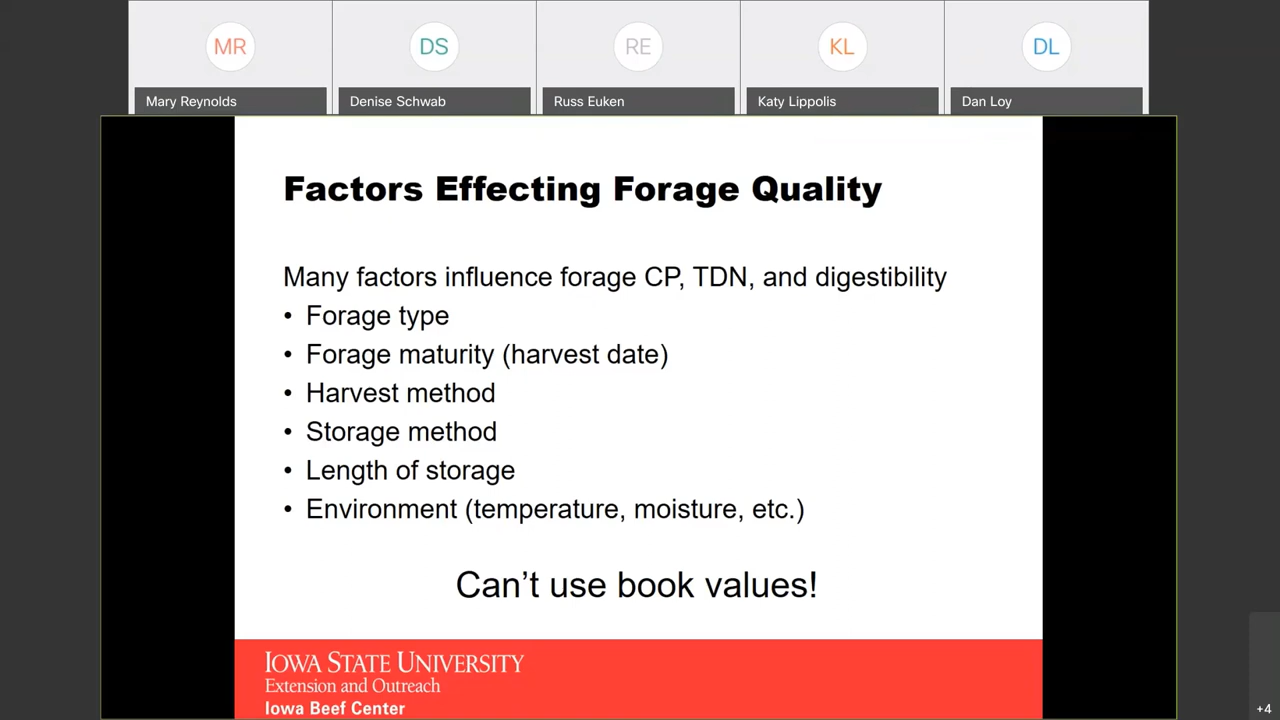 MR
DS
RE
KL
DL
Mary Reynolds
Denise Schwab
Russ Euken
Katy Lippolis
Dan Loy
Factors Effecting Forage Quality
Many factors influence forage CP, TDN, and digestibility
• Forage type
• Forage maturity (harvest date)
• Harvest method
• Storage method
• Length of storage
• Environment (temperature, moisture, etc.)
Can’t use book values!
IOWA STATE UNIVERSITY
Extension and Outreach
Iowa Beef Center
+4